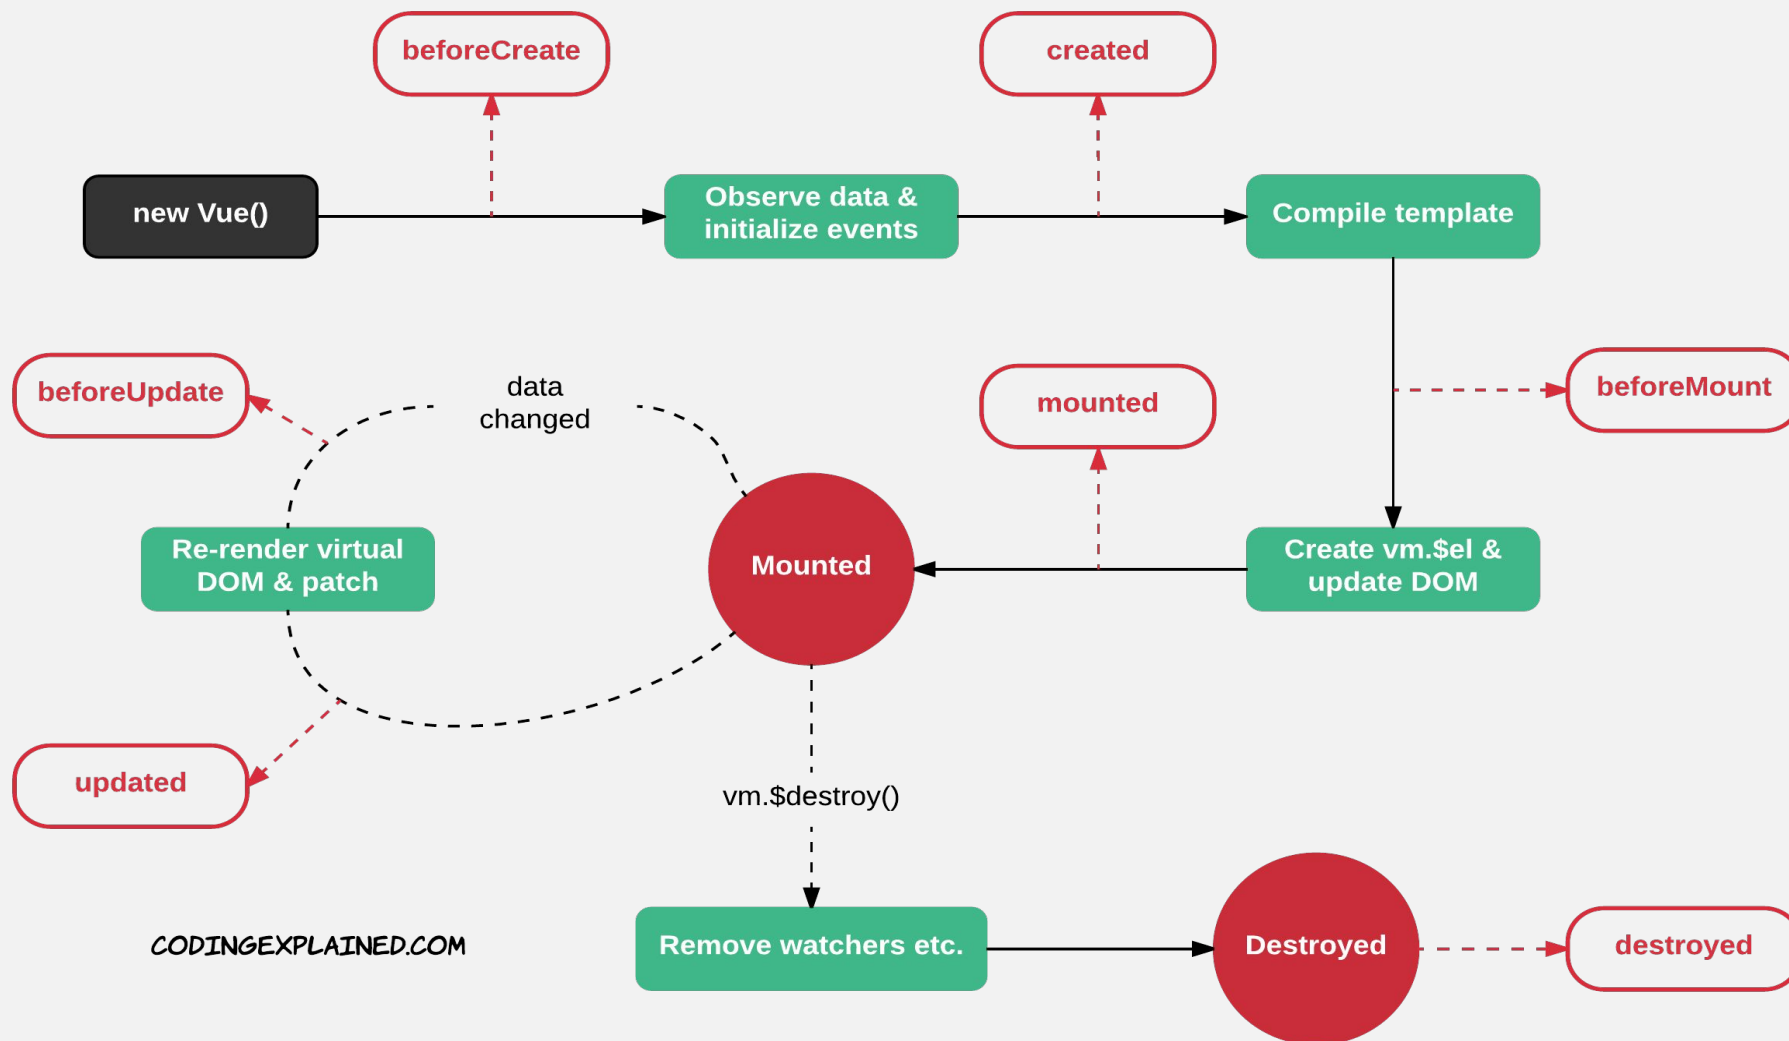 beforeCreate
created
new Vue()
Observe data &
initialize events
Compile template
beforeUpdate
data
changed
mounted
beforeMount
Re-render virtual
DOM & patch
Mounted
Create vm.$el &
update DOM
updated
vm.$destroy()
CODINGEXPLAINED.COM
Remove watchers etc.
Destroyed
destroyed